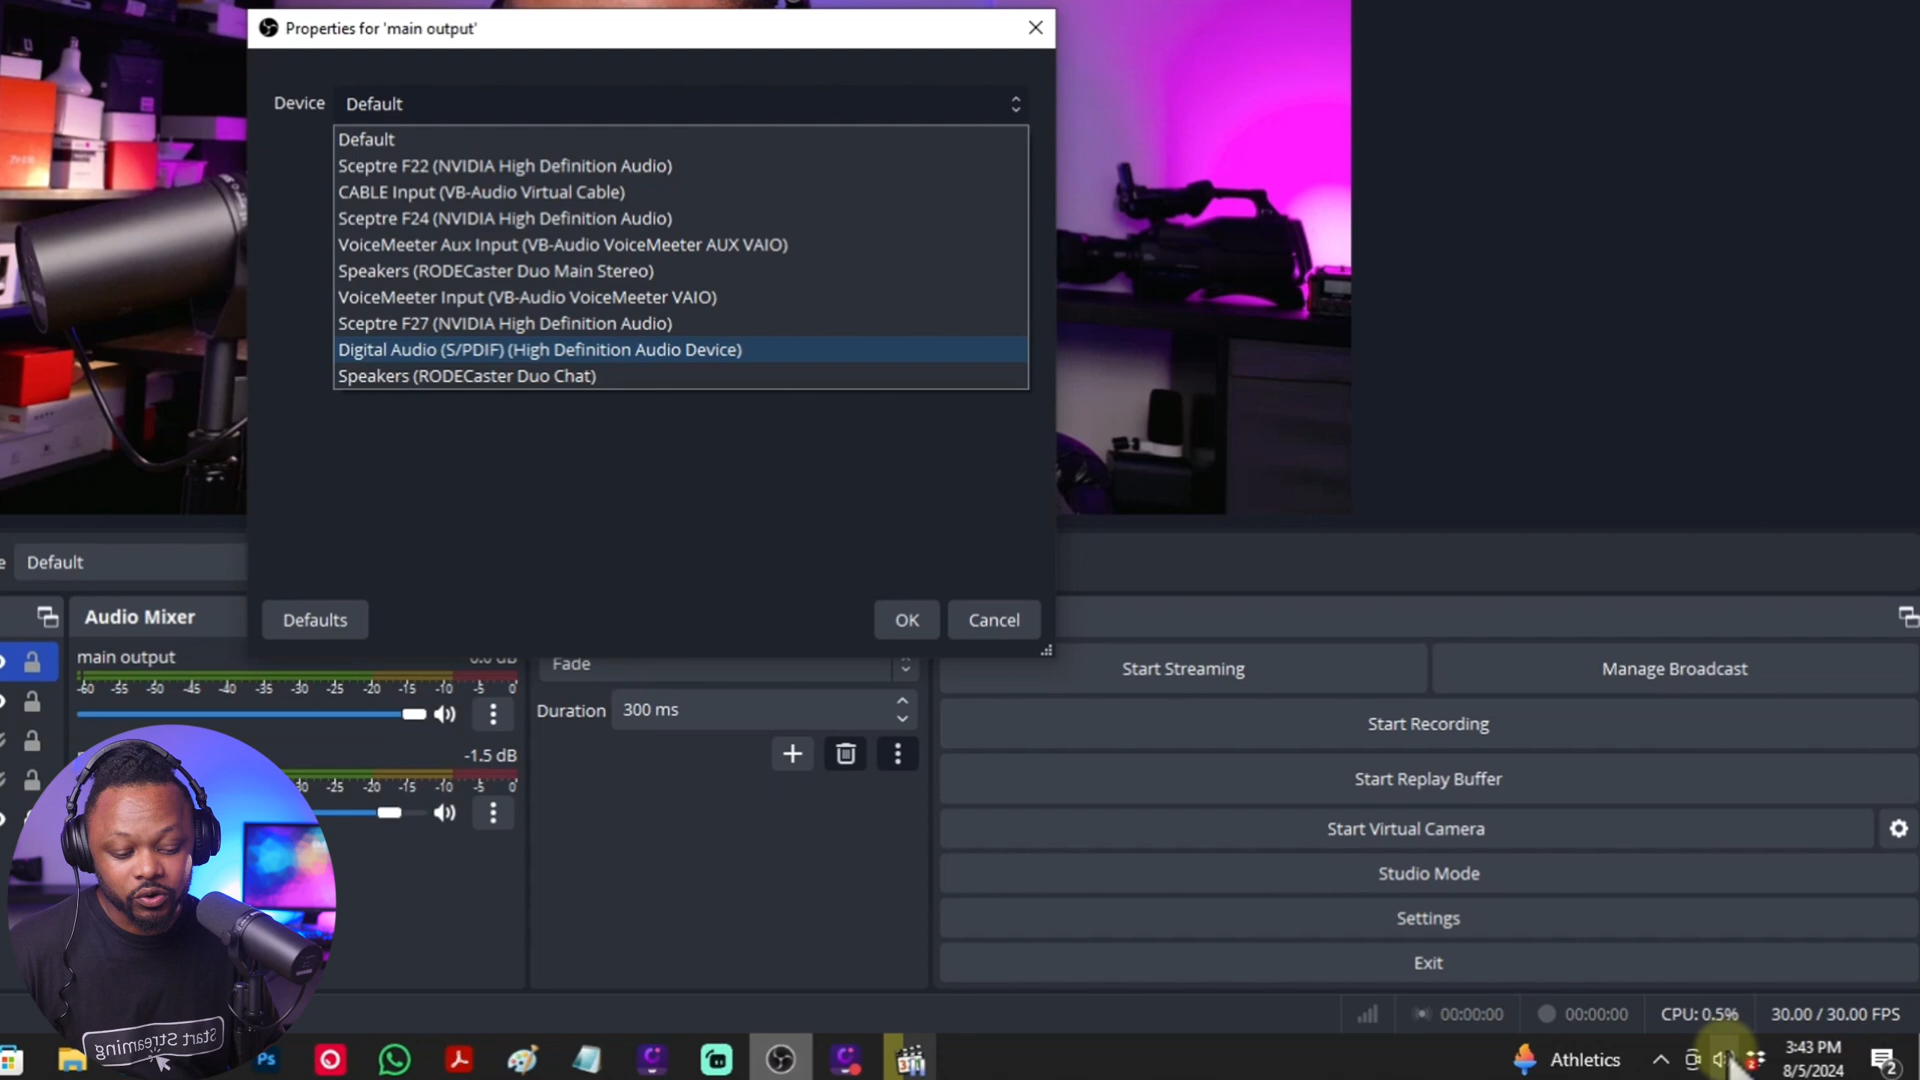 Properties for 'main output'
Device
Default
Default
Sceptre F22 (NVIDIA High Definition Audio)
CABLE Input (VB-Audio Virtual Cable)
Sceptre F24 (NVIDIA High Definition Audio)
VoiceMeeter Aux Input (VB-Audio VoiceMeeter AUX VAIO)
Speakers (RODECaster Duo Main Stereo)
VoiceMeeter Input (VB-Audio VoiceMeeter VAIO)
Sceptre F27 (NVIDIA High Definition Audio)
Digital Audio (S/PDIF) (High Definition Audio Device)
Speakers (RODECaster Duo Chat)
Default
Defaults
OK
Cancel
Audio Mixer
main output
-60 -55 -50 -45 -40 -35 -30 -25 -20 -15 -10 -5 0
-1.5 dB
-30 -25 -20 -15 -10 -5 0
Fade
Duration
300 ms
Start Streaming
Manage Broadcast
Start Recording
Start Replay Buffer
Start Virtual Camera
Studio Mode
Settings
Exit
00:00:00
00:00:00
CPU: 0.5%
30.00 / 30.00 FPS
Start Streaming
Ps
Athletics
3:43 PM
8/5/2024
2